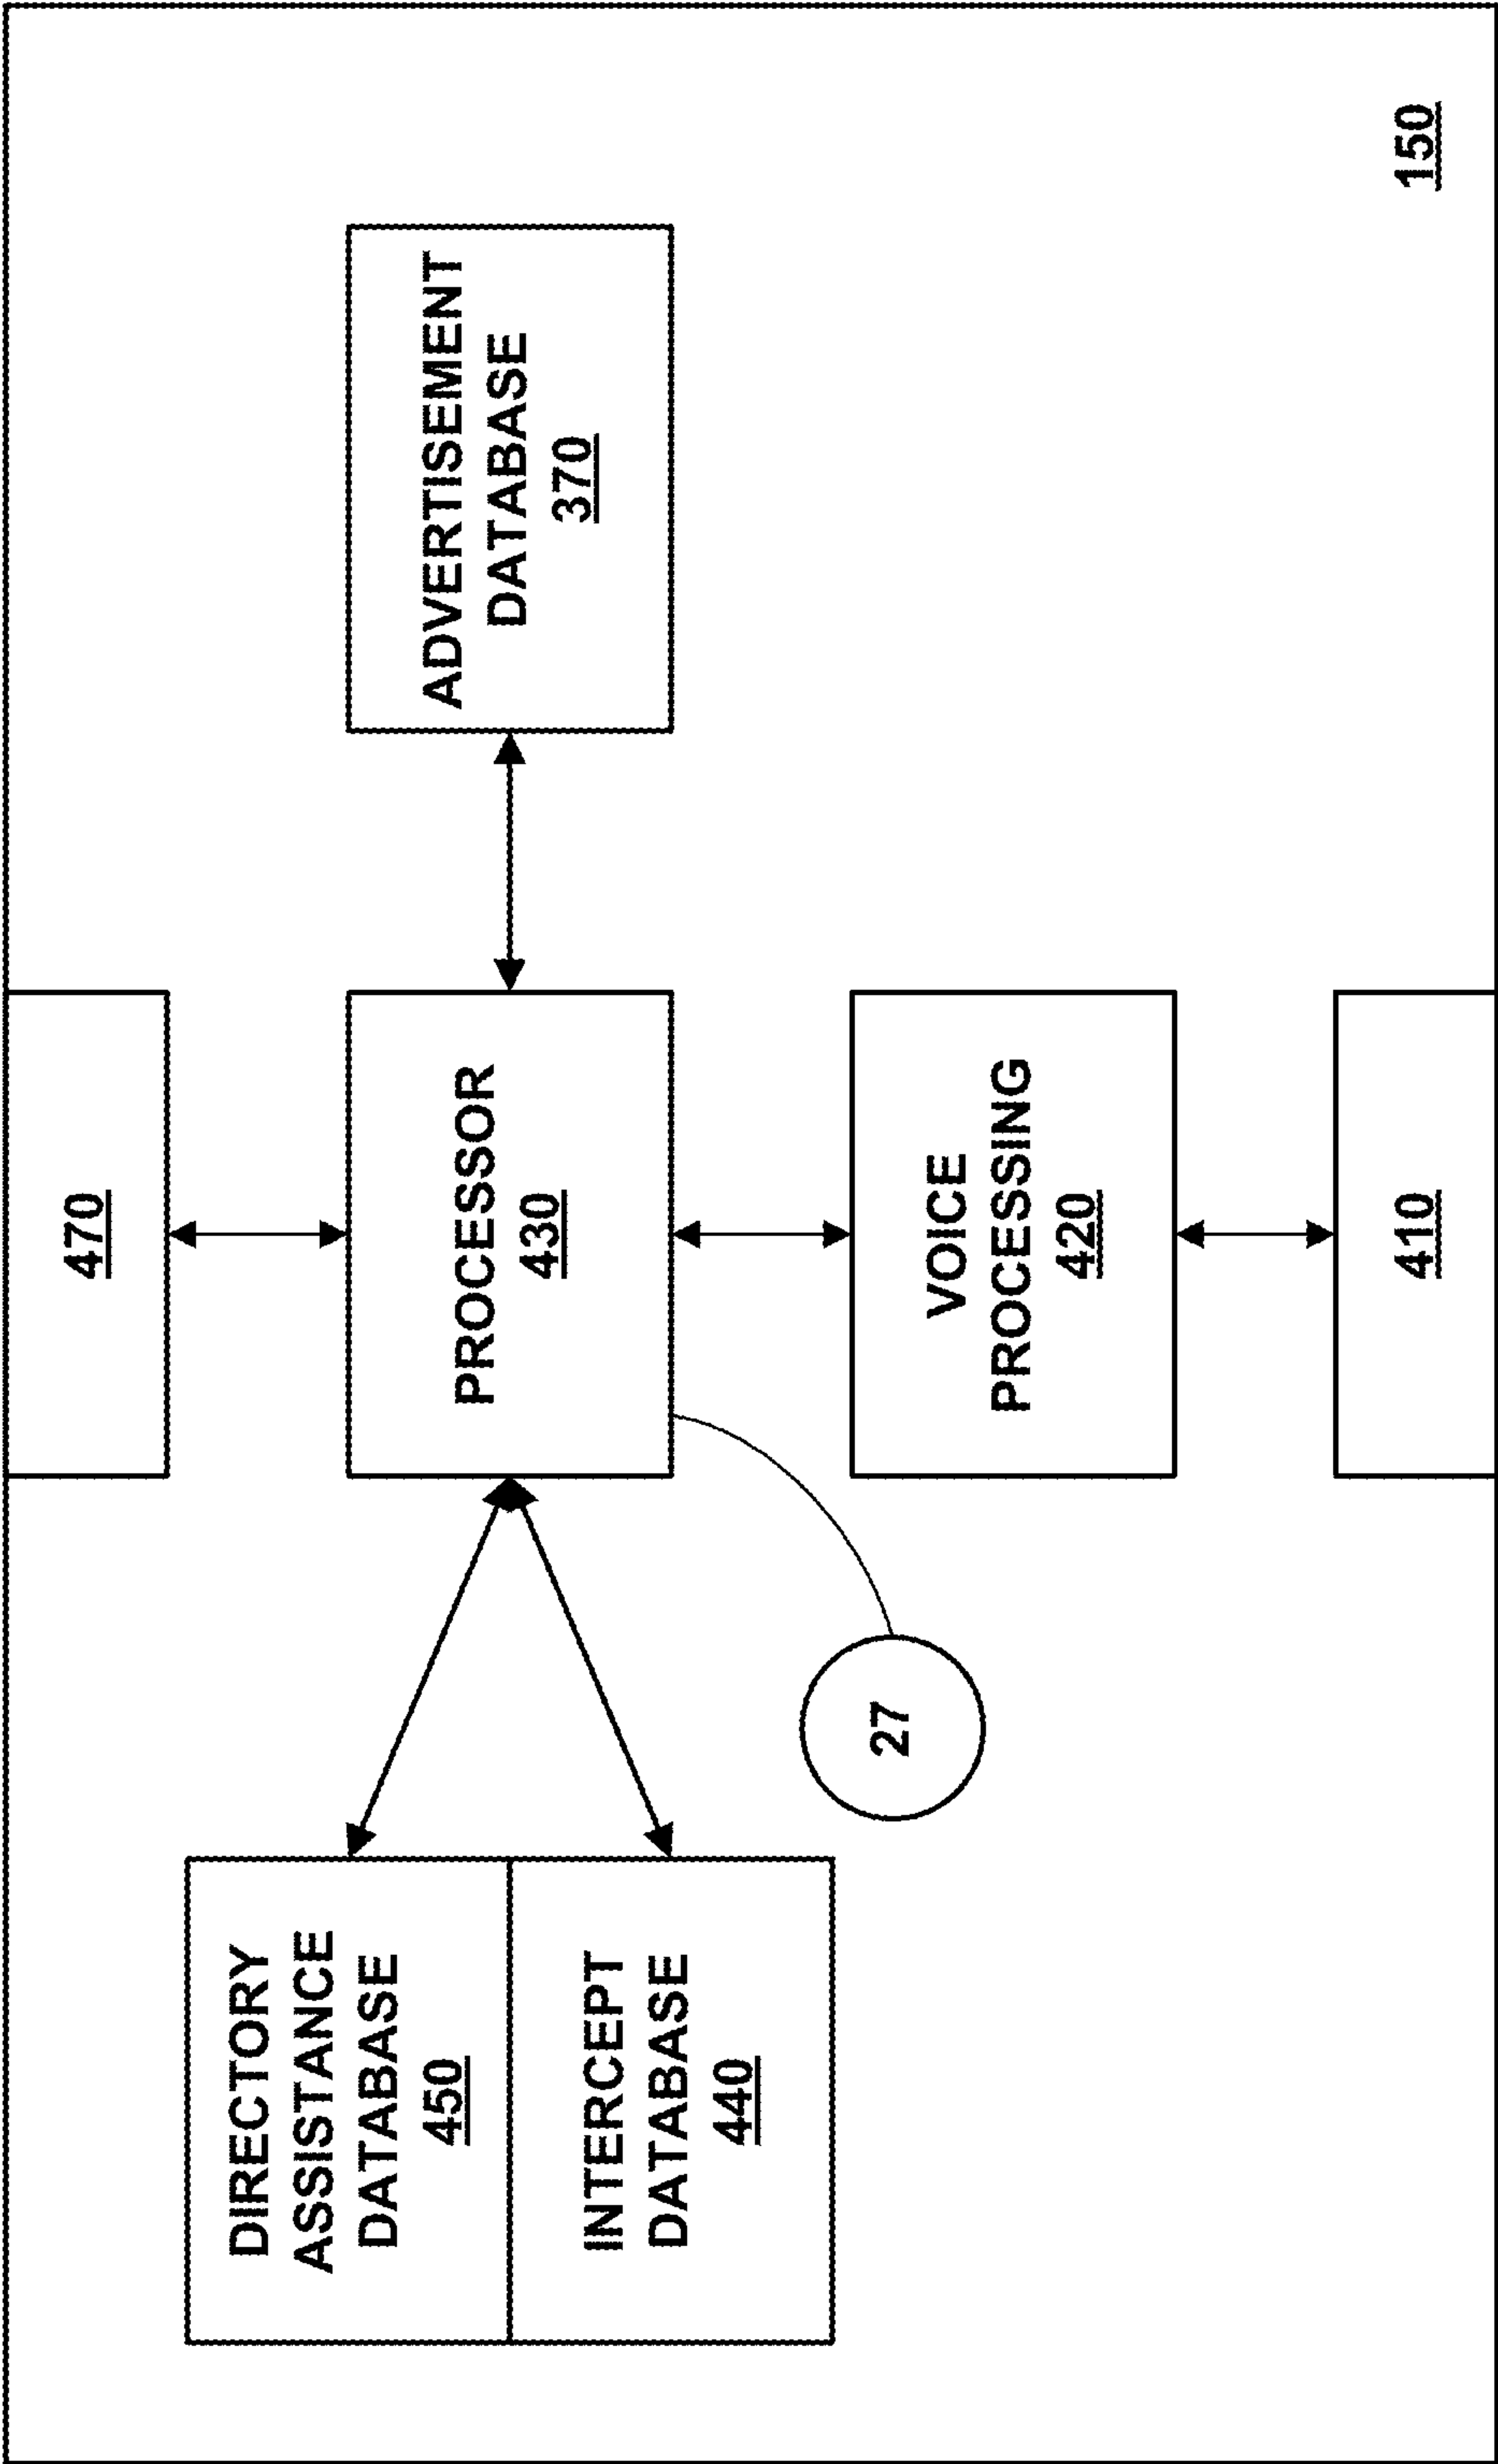 470
DIRECTORY
ASSISTANCE
DATABASE
450
INTERCEPT
DATABASE
440
PROCESSOR
430
ADVERTISEMENT
DATABASE
370
27
VOICE
PROCESSING
420
410
150